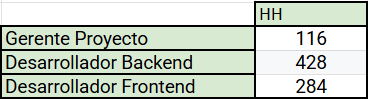 HH
Gerente Proyecto 116
Desarrollador Backend 428
Desarrollador Frontend 284